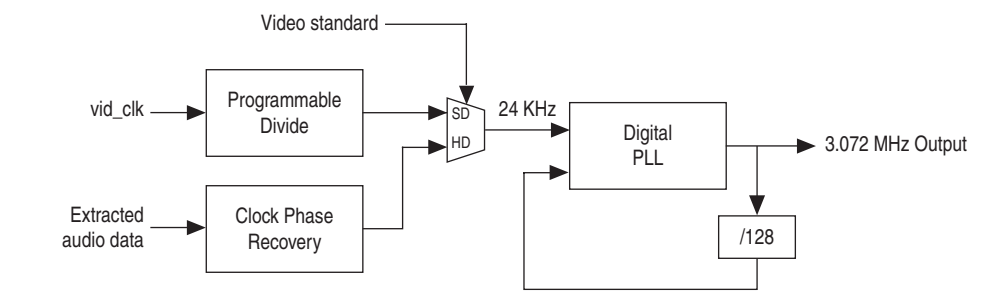 Video standard
vid_clk
Programmable
Divide
SD
HD
24 KHz
Digital
PLL
3.072 MHz Output
Extracted
audio data
Clock Phase
Recovery
/128